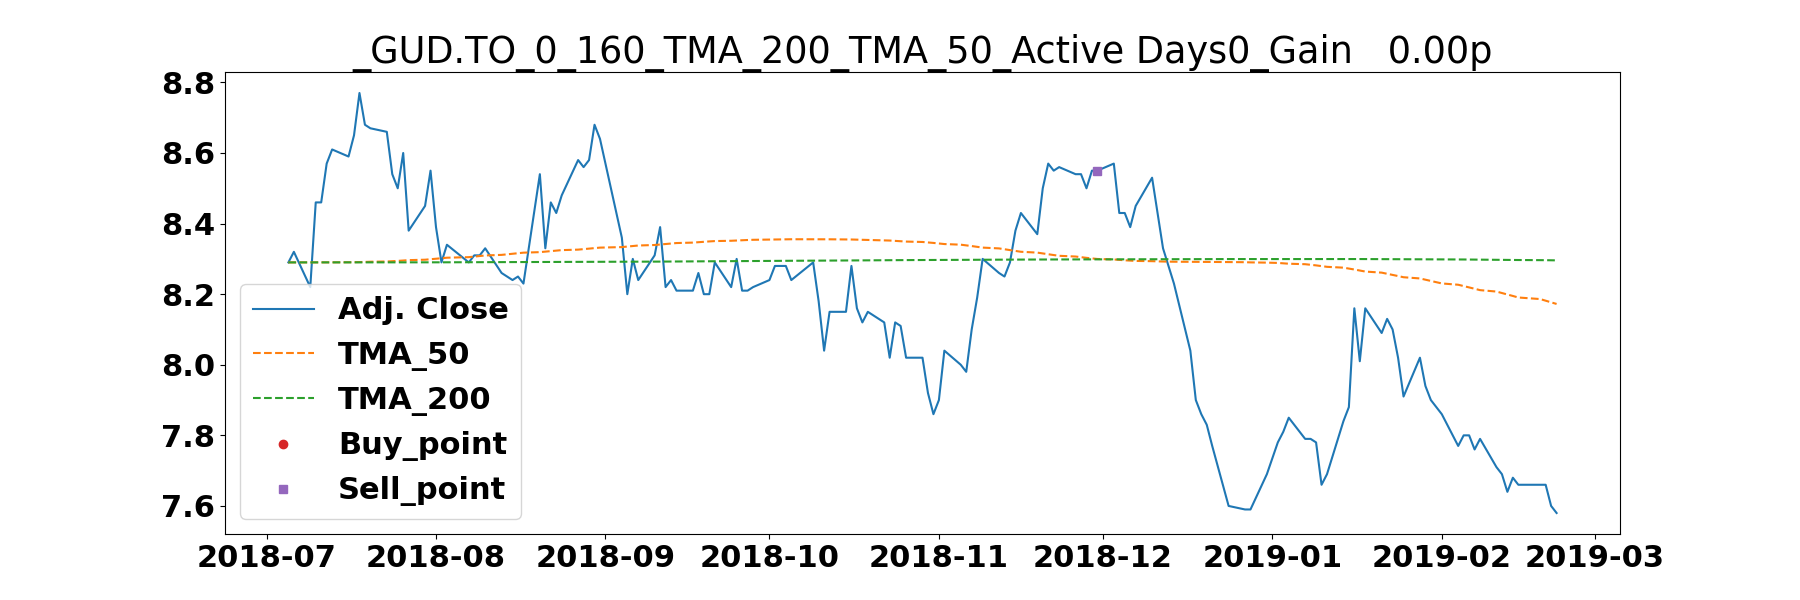 _GUD.TO_0_160_TMA_200_TMA_50_Active Days0_Gain   0.00p
8.8
8.6
8.4
8.2
8.0
7.8
7.6
Adj. Close
TMA_50
TMA_200
Buy_point
Sell_point
2018-07 2018-08 2018-09 2018-10 2018-11 2018-12 2019-01 2019-02 2019-03